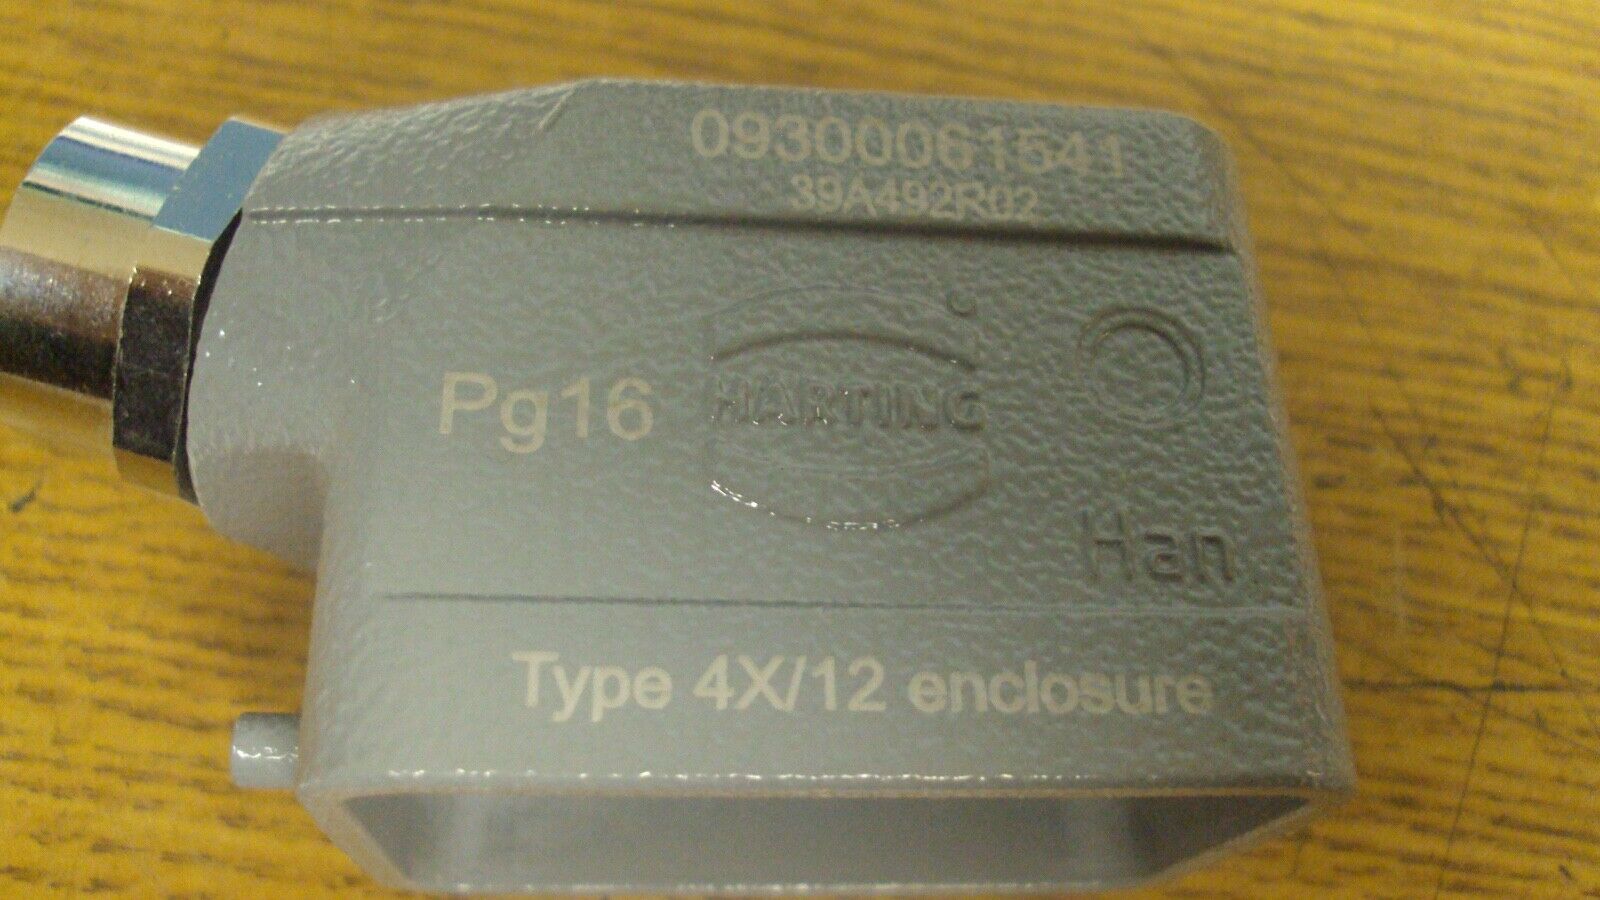 09300061541
39A492R02
Pg16
HARTING
Han
Type 4X/12 enclosure